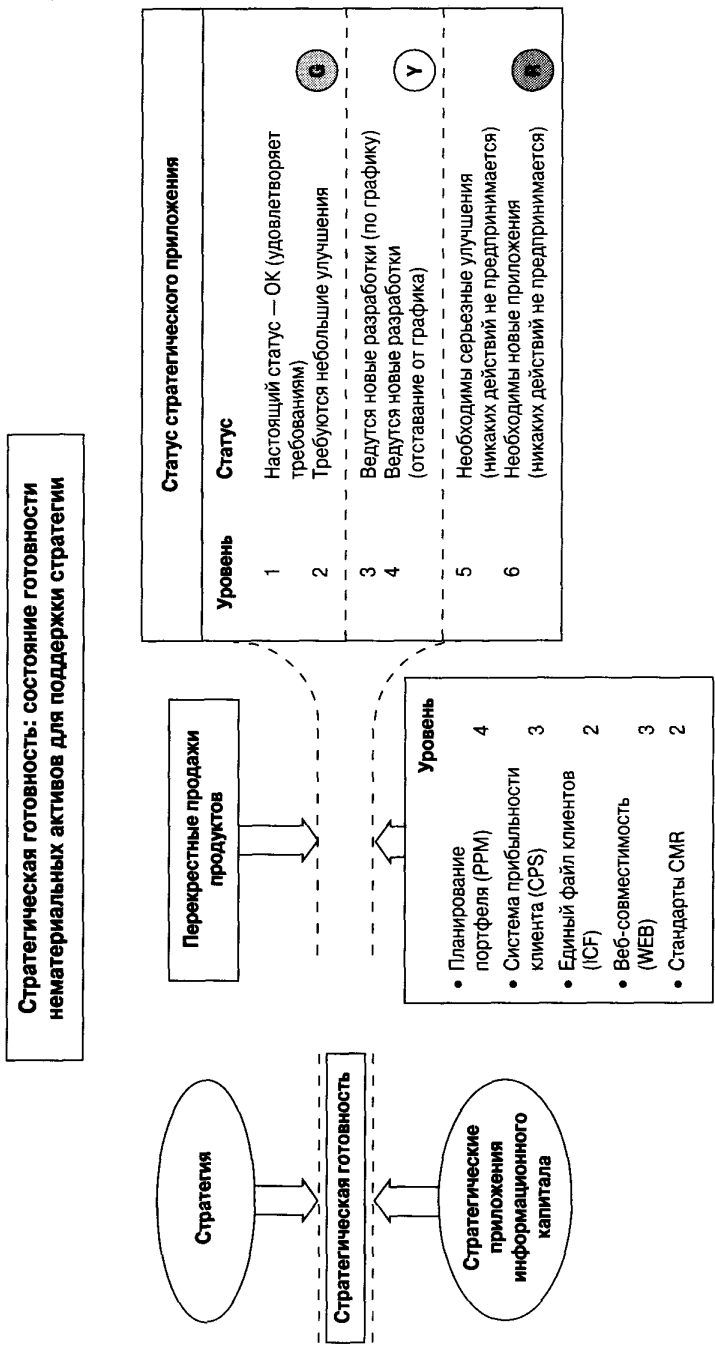 Стратегическая готовность: состояние готовности
нематериальных активов для поддержки стратегии
Стратегия
Стратегическая готовность
Стратегические
приложения
информационного
капитала
Перекрестные продажи
продуктов
Уровень
• Планирование
портфеля (PPM) 4
• Система прибыльности
клиента (CPS) 3
• Единый файл клиентов
(ICF) 2
• Веб-совместимость
(WEB) 3
• Стандарты CMR 2
Статус стратегического приложения
Уровень Статус
1 Настоящий статус — ОК (удовлетворяет
требованиям)
2 Требуются небольшие улучшения
G
3 Ведутся новые разработки (по графику)
4 Ведутся новые разработки
(отставание от графика)
Y
5 Необходимы серьезные улучшения
(никаких действий не предпринимается)
6 Необходимы новые приложения
(никаких действий не предпринимается)
R